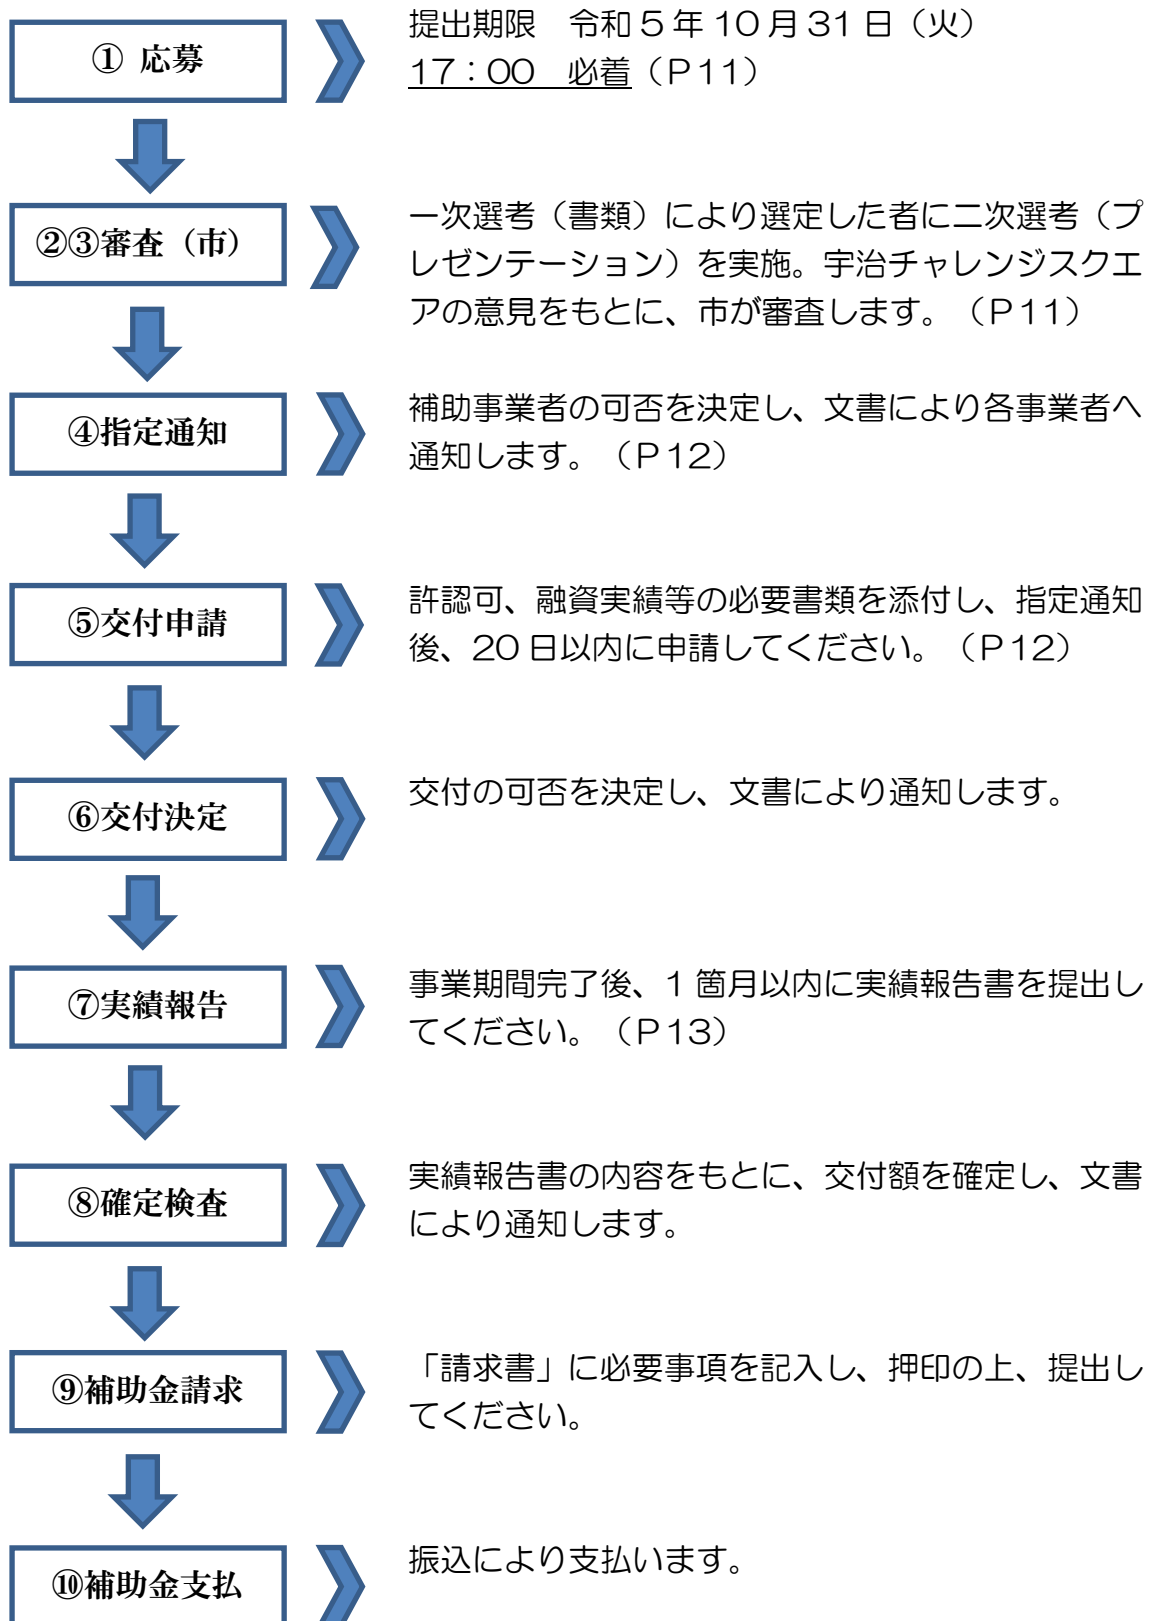 ① 応募
提出期限　令和５年 10 月 31 日（火）
17：00　必着（Ｐ11）
②③審査（市）
一次選考（書類）により選定した者に二次選考（プ
レゼンテーション）を実施。宇治チャレンジスクエ
アの意見をもとに、市が審査します。（Ｐ11）
④指定通知
補助事業者の可否を決定し、文書により各事業者へ
通知します。（Ｐ12）
⑤交付申請
許認可、融資実績等の必要書類を添付し、指定通知
後、20 日以内に申請してください。（Ｐ12）
⑥交付決定
交付の可否を決定し、文書により通知します。
⑦実績報告
事業期間完了後、1 箇月以内に実績報告書を提出し
てください。（Ｐ13）
⑧確定検査
実績報告書の内容をもとに、交付額を確定し、文書
により通知します。
⑨補助金請求
「請求書」に必要事項を記入し、押印の上、提出し
てください。
⑩補助金支払
振込により支払います。